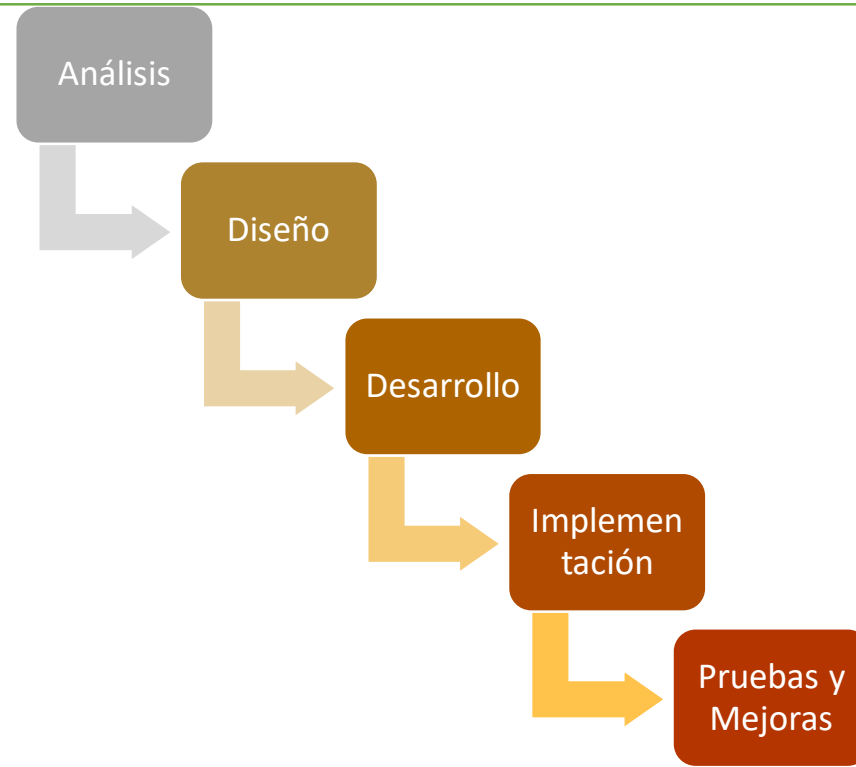 Análisis
Diseño
Desarrollo
Implemen
tación
Pruebas y
Mejoras